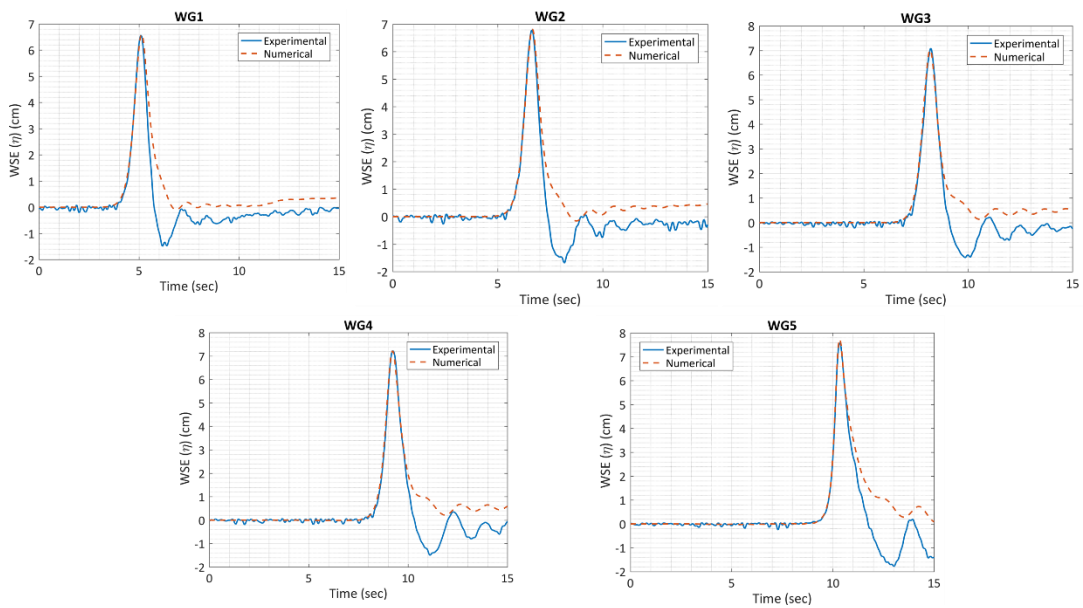 WG1
7
6
5
4
3
2
1
0
-1
-2
WSE (η) (cm)
Experimental
Numerical
0
5
10
15
Time (sec)
WG2
7
6
5
4
3
2
1
0
-1
-2
WSE (η) (cm)
Experimental
Numerical
0
5
10
15
Time (sec)
WG3
8
7
6
5
4
3
2
1
0
-1
-2
WSE (η) (cm)
Experimental
Numerical
0
5
10
15
Time (sec)
WG4
8
7
6
5
4
3
2
1
0
-1
-2
WSE (η) (cm)
Experimental
Numerical
0
5
10
15
Time (sec)
WG5
8
7
6
5
4
3
2
1
0
-1
-2
WSE (η) (cm)
Experimental
Numerical
0
5
10
15
Time (sec)